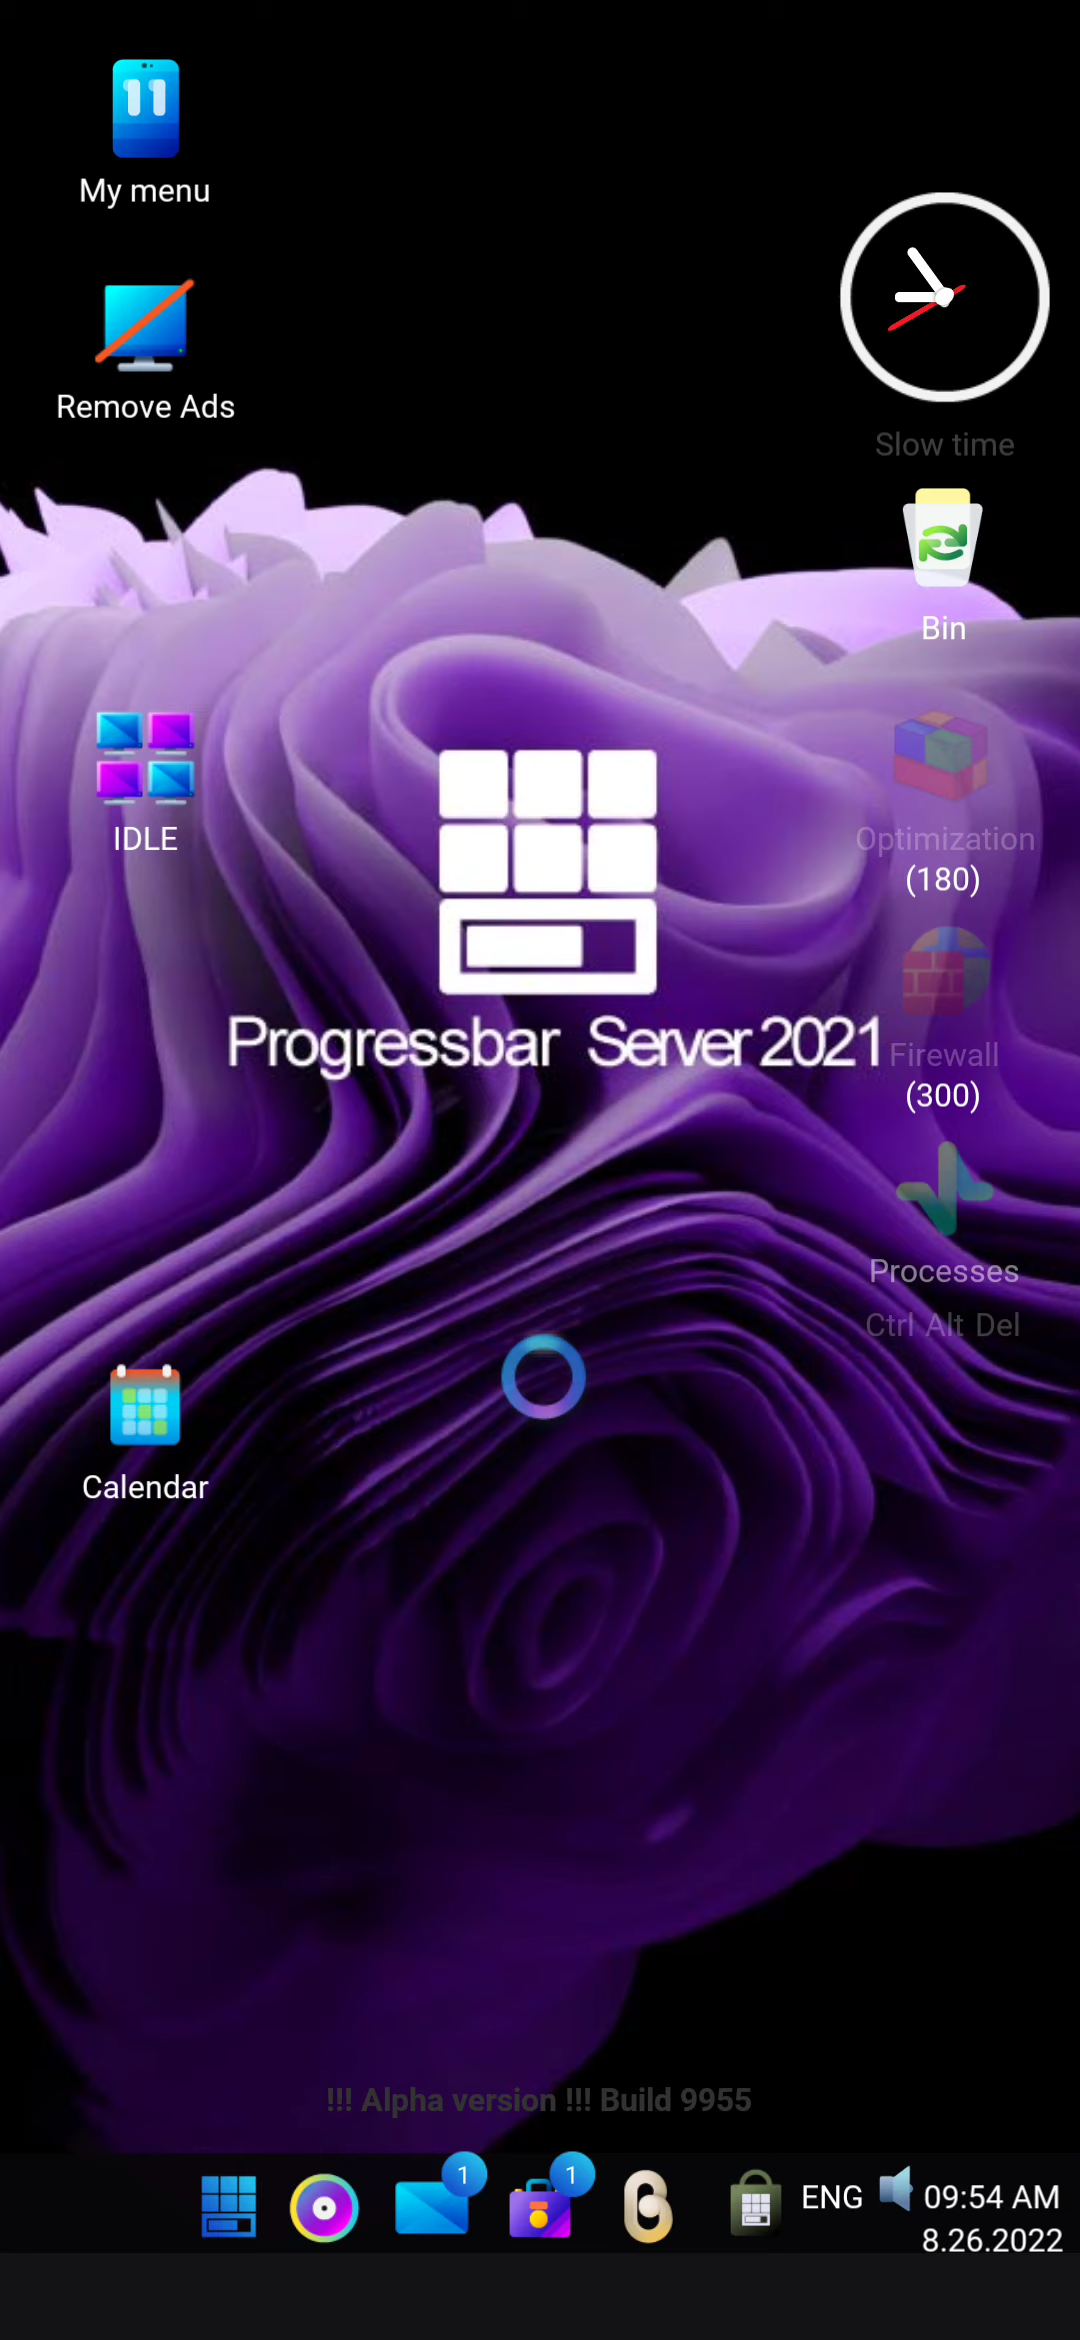 11
My menu
Remove Ads
Slow time
Bin
IDLE
Optimization
(180)
Progressbar Server 2021
Firewall
(300)
Processes
Ctrl Alt Del
Calendar
!!! Alpha version !!! Build 9955
1
1
ENG
09:54 AM
8.26.2022